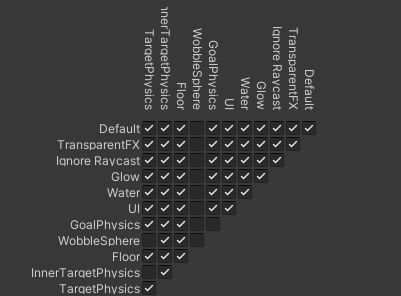 TargetPhysics
InnerTargetPhysics
Floor
WobbleSphere
GoalPhysics
UI
Water
Glow
Ignore Raycast
TransparentFX
Default
Default
TransparentFX
Ignore Raycast
Glow
Water
UI
GoalPhysics
WobbleSphere
Floor
InnerTargetPhysics
TargetPhysics